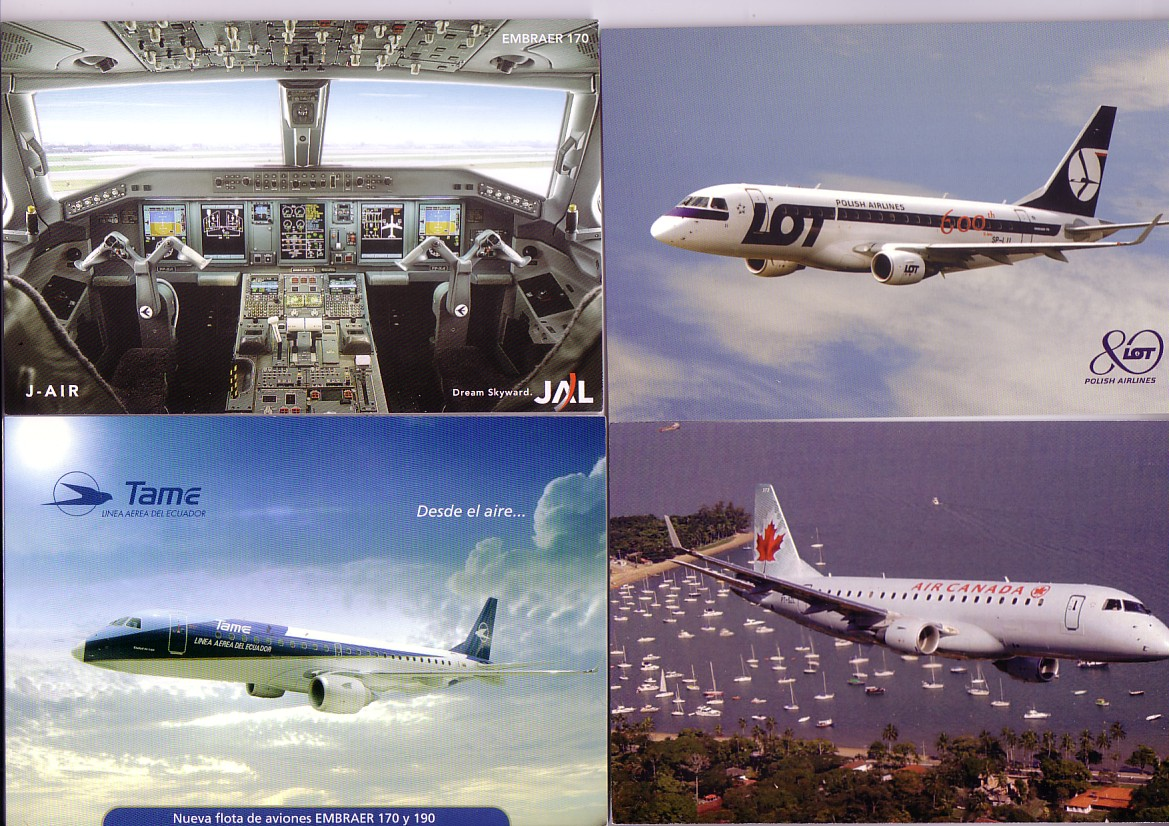 EMBRAER 170
J-AIR
Dream Skyward.
JAL
POLISH AIRLINES
LOT
600th
LOT
80 LOT
POLISH AIRLINES
Tame
LINEA AEREA DEL ECUADOR
Desde el aire...
Tame
LINEA AEREA DEL ECUADOR
Nueva flota de aviones EMBRAER 170 y 190
373
AIR CANADA